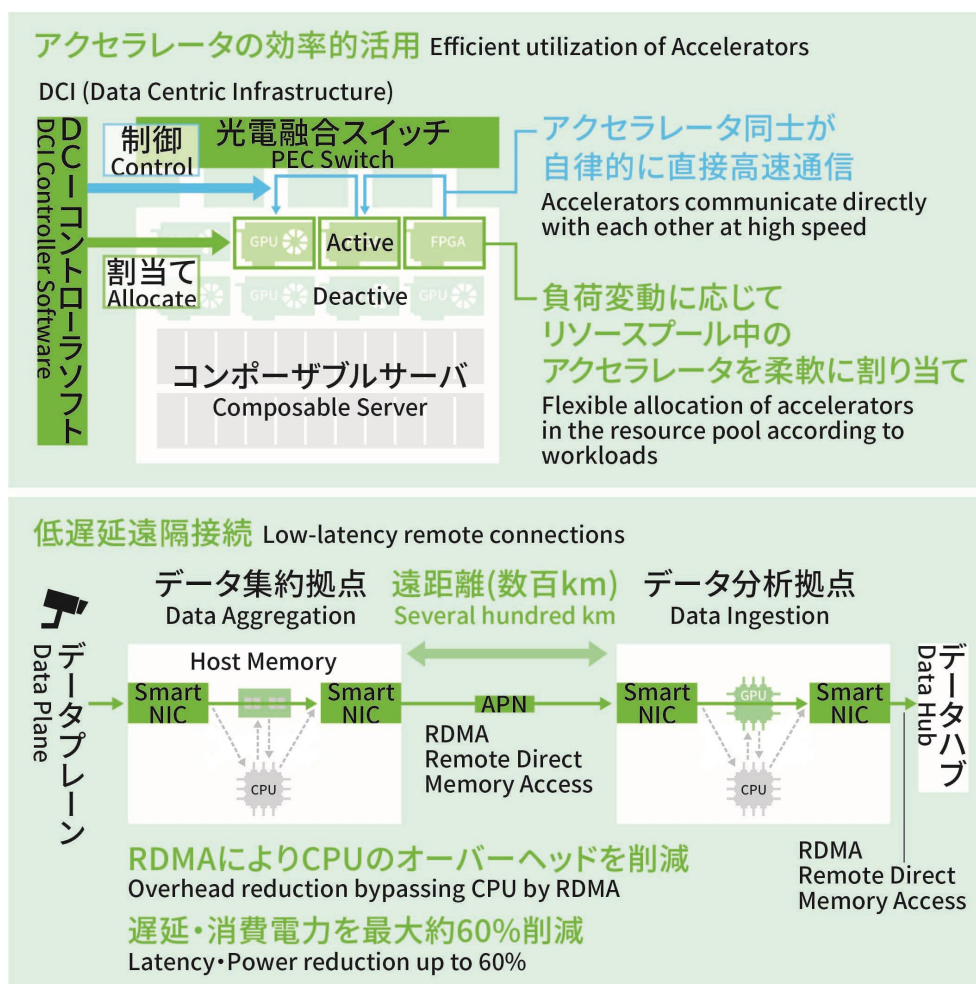 アクセラレータの効率的活用 Efficient utilization of Accelerators
DCI (Data Centric Infrastructure)
DCIコントローラソフト
DCI Controller Software
制御
Control
光電融合スイッチ
PEC Switch
アクセラレータ同士が
自律的に直接高速通信
Accelerators communicate directly
with each other at high speed
GPU
Active
FPGA
割当て
Allocate
GPU
Deactive
GPU
負荷変動に応じて
リソースプール中の
アクセラレータを柔軟に割り当て
Flexible allocation of accelerators
in the resource pool according to
workloads
コンポーザブルサーバ
Composable Server
低遅延遠隔接続 Low-latency remote connections
データ集約拠点
Data Aggregation
遠距離(数百km)
Several hundred km
データ分析拠点
Data Ingestion
データプレーン
Data Plane
Host Memory
Smart
NIC
Smart
NIC
CPU
APN
RDMA
Remote Direct
Memory Access
Smart
NIC
GPU
Smart
NIC
CPU
データハブ
Data Hub
RDMA
Remote Direct
Memory Access
RDMAによりCPUのオーバーヘッドを削減
Overhead reduction bypassing CPU by RDMA
遅延・消費電力を最大約60%削減
Latency・Power reduction up to 60%